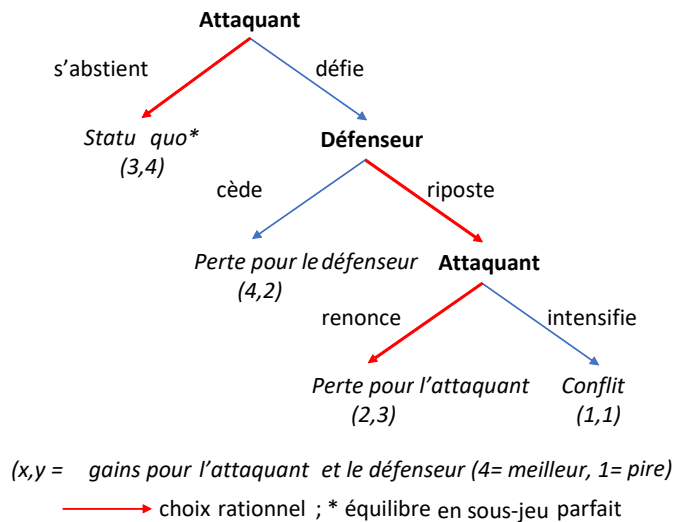 Attaquant
s'abstient défie
Statu quo* Défenseur
(3,4)
cède riposte
Perte pour le défenseur Attaquant
(4,2)
renonce intensifie
Perte pour l'attaquant Conflit
(2,3) (1,1)
(x,y = gains pour l'attaquant et le défenseur (4= meilleur, 1= pire)
choix rationnel ; * équilibre en sous-jeu parfait